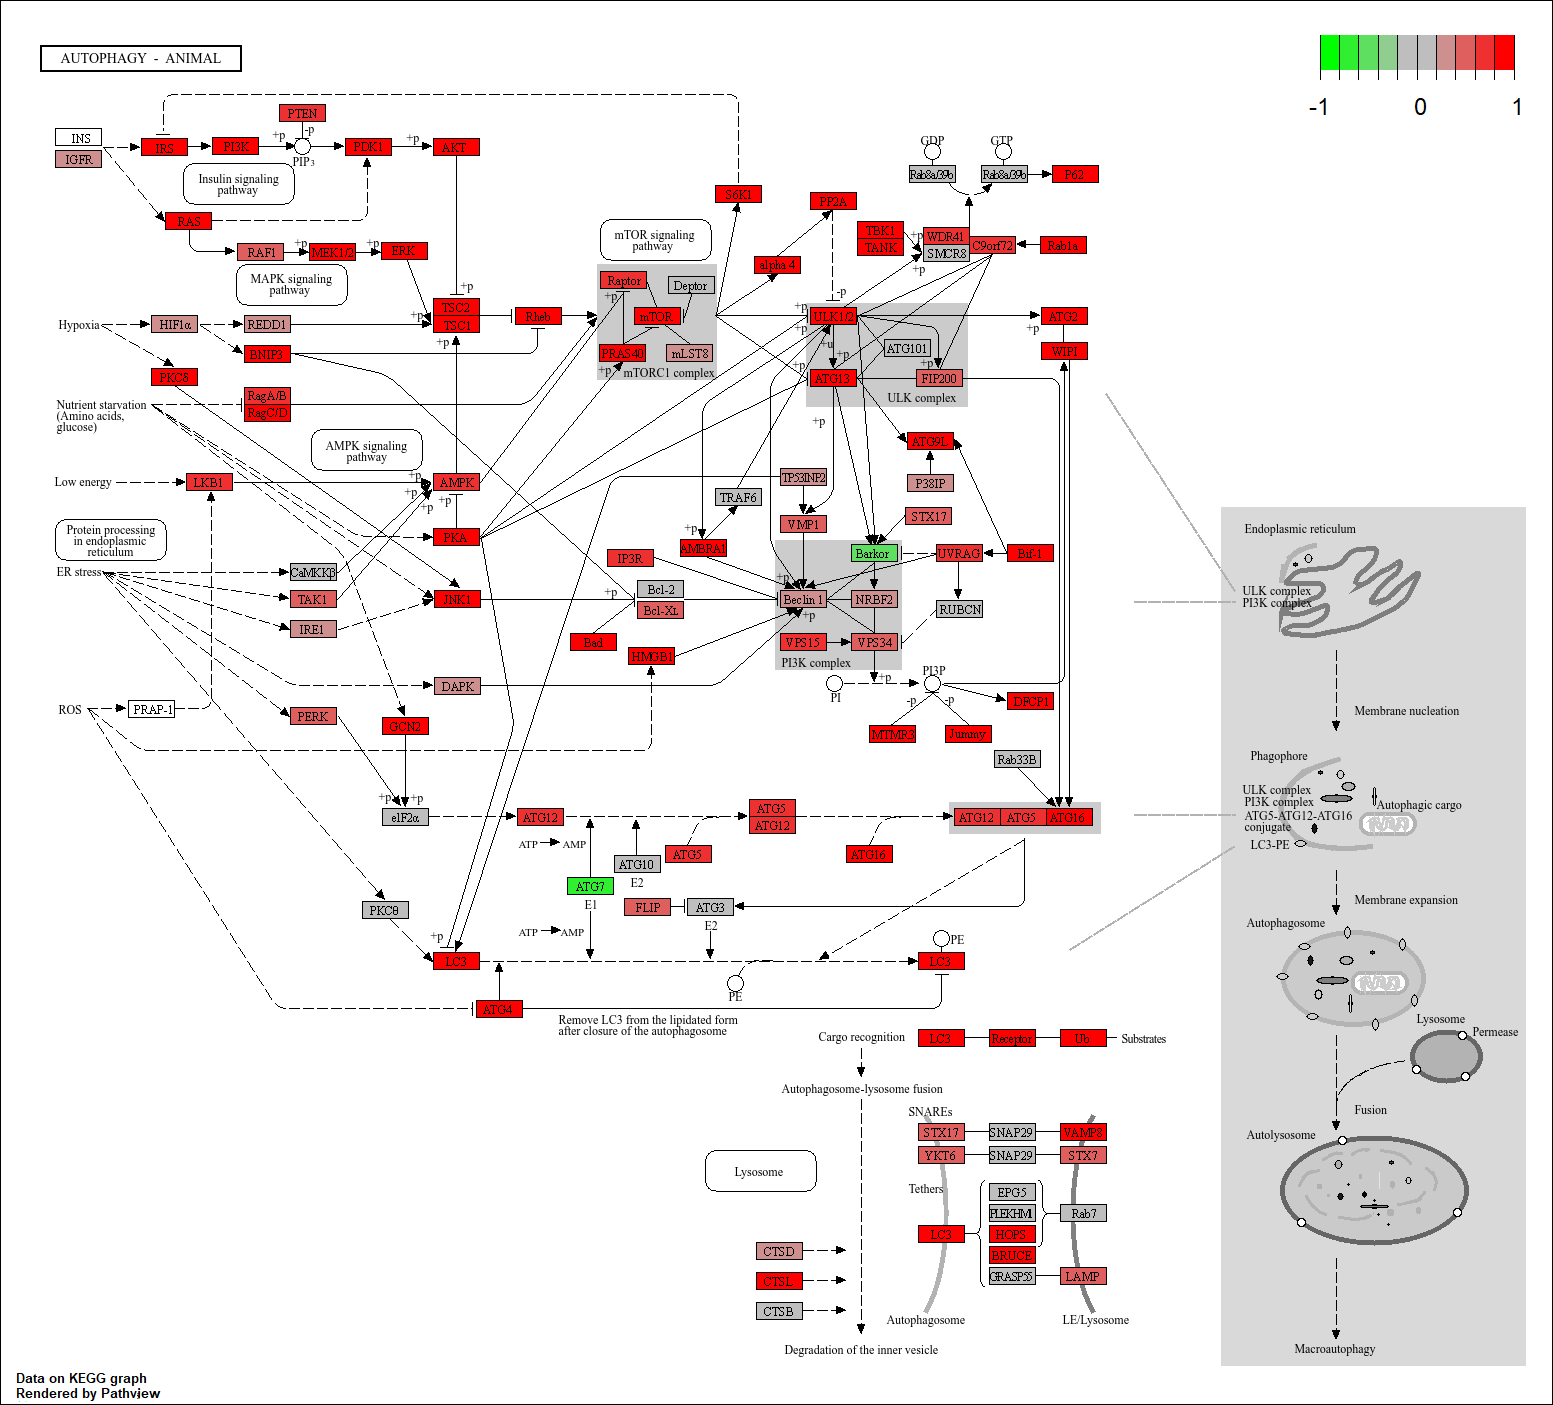 AUTOPHAGY - ANIMAL
-1 0 1
PTEN
+p -p
INS
IGFR
IRS
PI3K
PIP3
PDK1
+p
AKT
Insulin signaling
pathway
RAS
RAF1
+p
MEK1/2
+p
ERK
MAPK signaling
pathway
+p
TSC2
TSC1
+p
+p
Rheb
Hypoxia
HIF1α
REDD1
BNIP3
PKCδ
Nutrient starvation
(Amino acids,
glucose)
RagA/B
RagC/D
AMPK signaling
pathway
Low energy
LKB1
+p
+p
+p
+p
AMPK
PKA
Protein processing
in endoplasmic
reticulum
ER stress
CaMKKβ
TAK1
IRE1
JNK1
DAPK
ROS
PRAP-1
PERK
GCN2
+p +p
eIF2α
PKCθ
mTOR signaling
pathway
Raptor
+p
Deptor
mTOR
PRAS40
mLST8
+p
mTORC1 complex
S6K1
PP2A
alpha 4
-p
+p
+p
+p
ULK1/2
+u
+p
ATG101
+p
ATG13
FIP200
ULK complex
+p
GDP
GTP
Rab8a/39b
Rab8a/39b
P62
TBK1
TANK
+p
+p
WDR41
SMCR8
C9orf72
Rab1a
ATG2
+p
WIPI
ATG9L
P38IP
TP53INP2
TRAF6
VMP1
STX17
+p
AMBRA1
Barkor
UVRAG
Bif-1
IP3R
+p
Bcl-2
Bcl-XL
+p
Beclin 1
+p
NRBF2
RUBCN
Bad
HMGB1
VPS15
VPS34
PI3K complex
+p
PI
PI3P
-p -p
DFCP1
MTMR3
Jummy
Rab33B
ATG12
ATG5
ATG12
ATG12 ATG5 ATG16
ATP AMP
ATG10
E2
ATG5
ATG16
ATG7
E1
FLIP
ATG3
E2
ATP AMP
+p
LC3
PE
LC3
PE
ATG4
Remove LC3 from the lipidated form
after closure of the autophagosome
Cargo recognition
LC3
Receptor
Ub
Substrates
Autophagosome-lysosome fusion
SNAREs
STX17
SNAP29
VAMP8
YKT6
SNAP29
STX7
Lysosome
Tethers
EPG5
PLEKHM1
Rab7
LC3
HOPS
BRUCE
GRASP55
LAMP
CTSD
CTSL
CTSB
Autophagosome
LE/Lysosome
Degradation of the inner vesicle
Endoplasmic reticulum
ULK complex
PI3K complex
Membrane nucleation
Phagophore
ULK complex
PI3K complex
Autophagic cargo
ATG5-ATG12-ATG16
conjugate
LC3-PE
Membrane expansion
Autophagosome
Lysosome
Permease
Fusion
Autolysosome
Macroautophagy
Data on KEGG graph
Rendered by Pathview